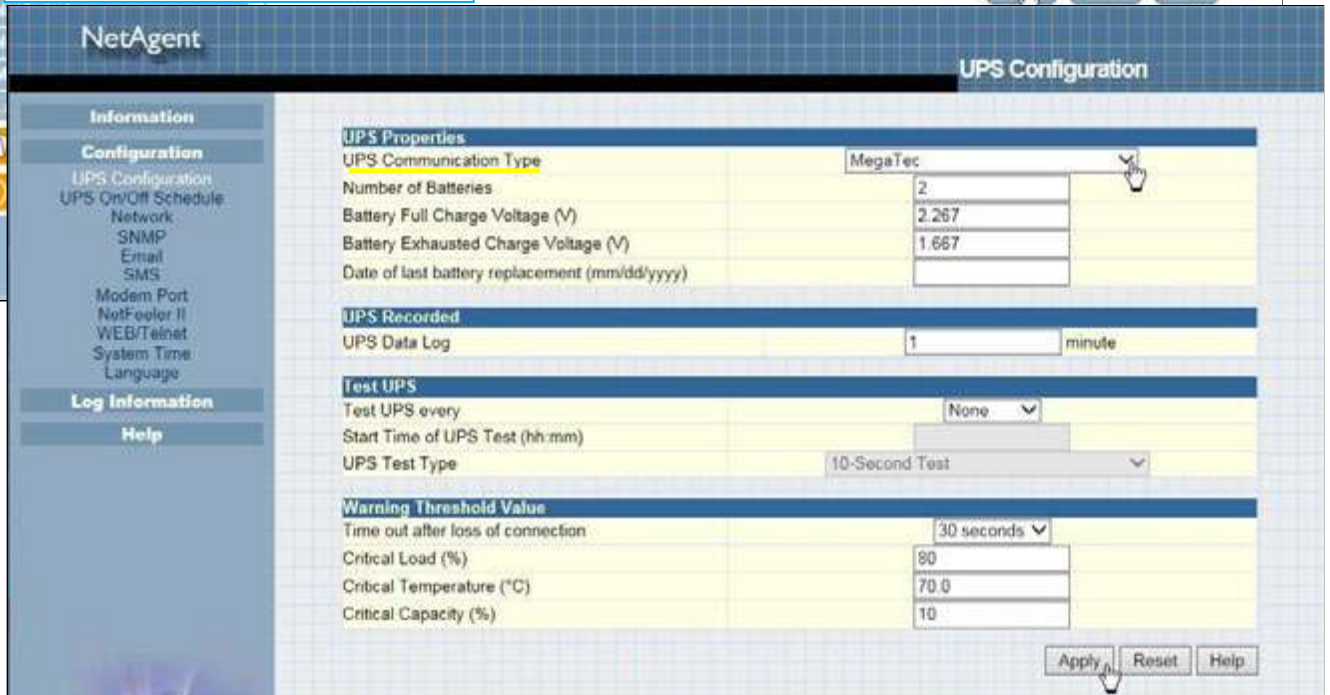 NetAgent
UPS Configuration
Information
Configuration
UPS Configuration
UPS On/Off Schedule
Network
SNMP
Email
SMS
Modem Port
NetFeeler II
WEB/Telnet
System Time
Language
Log Information
Help
UPS Properties
UPS Communication Type MegaTec
Number of Batteries 2
Battery Full Charge Voltage (V) 2.267
Battery Exhausted Charge Voltage (V) 1.667
Date of last battery replacement (mm/dd/yyyy)
UPS Recorded
UPS Data Log 1 minute
Test UPS
Test UPS every None
Start Time of UPS Test (hh:mm)
UPS Test Type 10-Second Test
Warning Threshold Value
Time out after loss of connection 30 seconds
Critical Load (%) 80
Critical Temperature (°C) 70.0
Critical Capacity (%) 10
Apply Reset Help